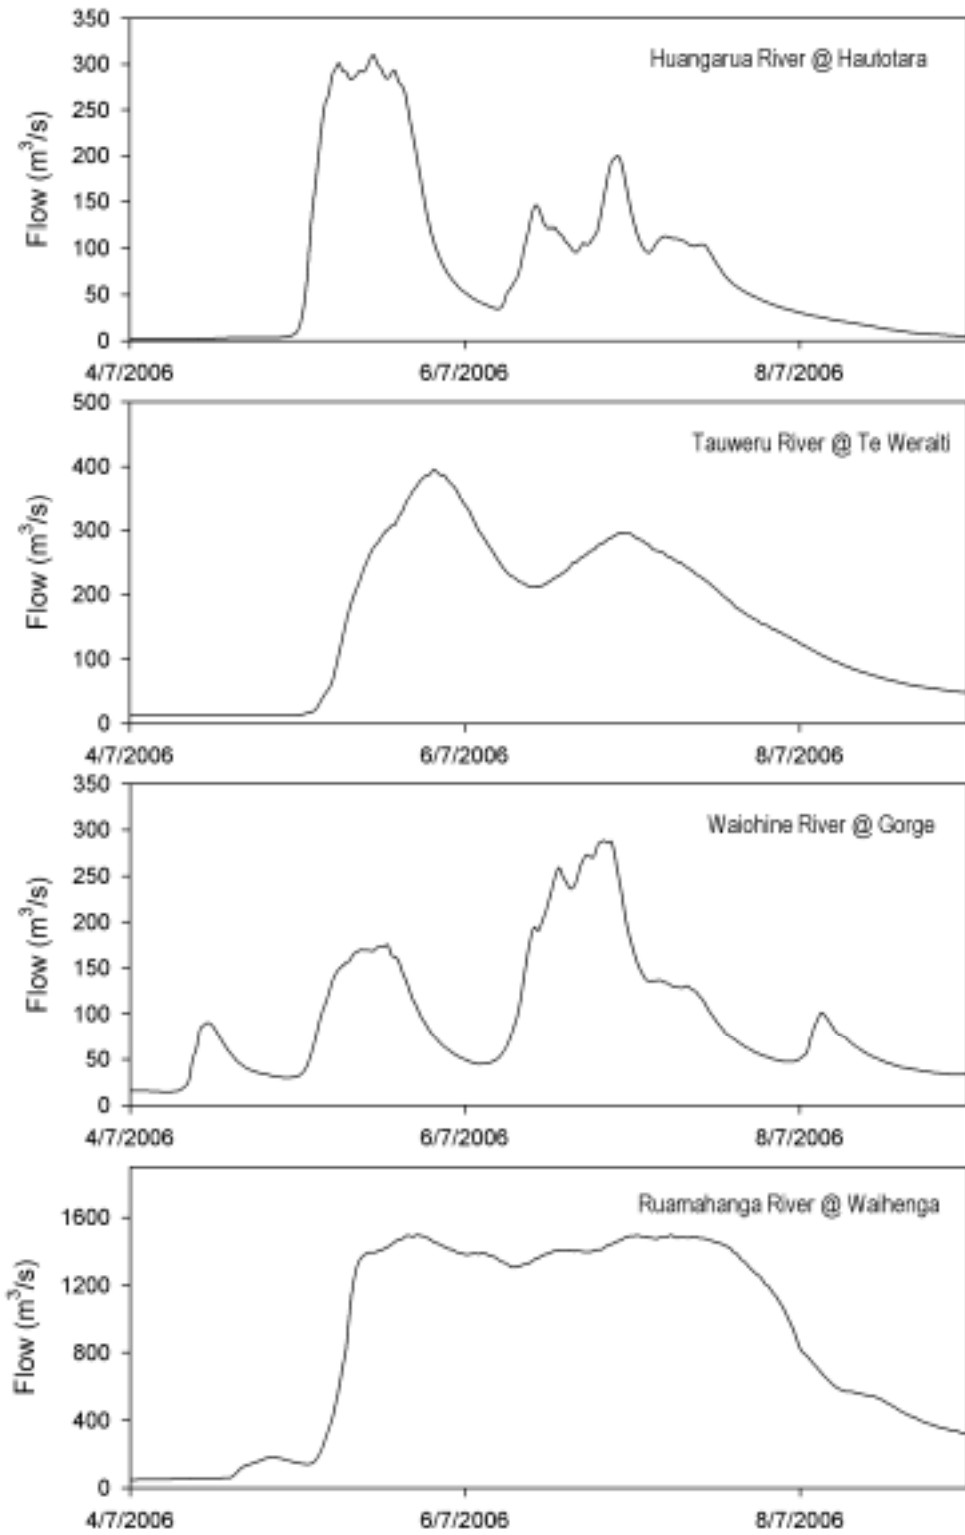 350
Huangarua River @ Hautotara
300
250
200
150
100
50
0
Flow (m³/s)
4/7/2006 6/7/2006 8/7/2006
500
Tauweru River @ Te Weraiti
400
300
200
100
0
Flow (m³/s)
4/7/2006 6/7/2006 8/7/2006
350
Waiohine River @ Gorge
300
250
200
150
100
50
0
Flow (m³/s)
4/7/2006 6/7/2006 8/7/2006
Ruamahanga River @ Waihenga
1600
1200
800
400
0
Flow (m³/s)
4/7/2006 6/7/2006 8/7/2006